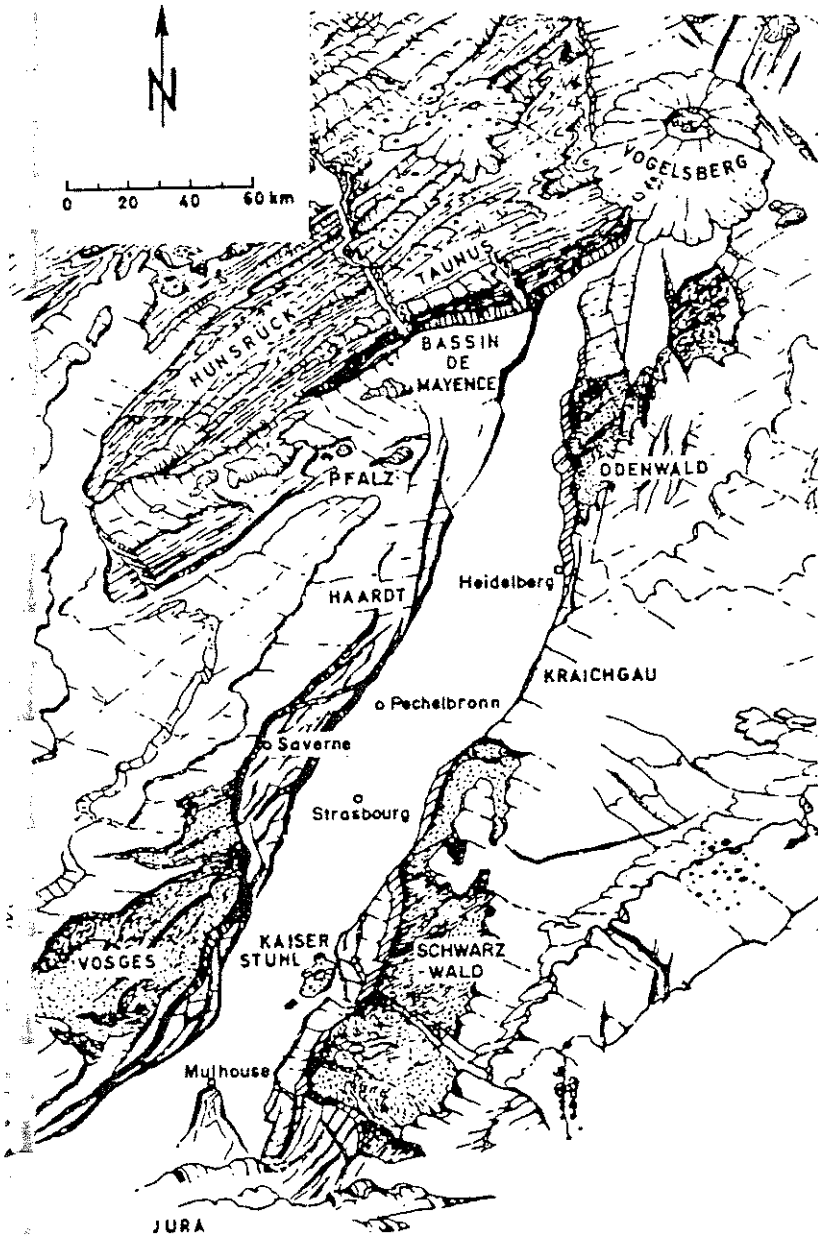 N
0 20 40 60 km
VOGELSBERG
TAUNUS
HUNSRÜCK
BASSIN
DE
MAYENCE
PFALZ
ODENWALD
Heidelberg
HAARDT
KRAICHGAU
Pechelbronn
Saverne
Strasbourg
KAISER
STUHL
SCHWARZ
-WALD
VOSGES
Mulhouse
JURA